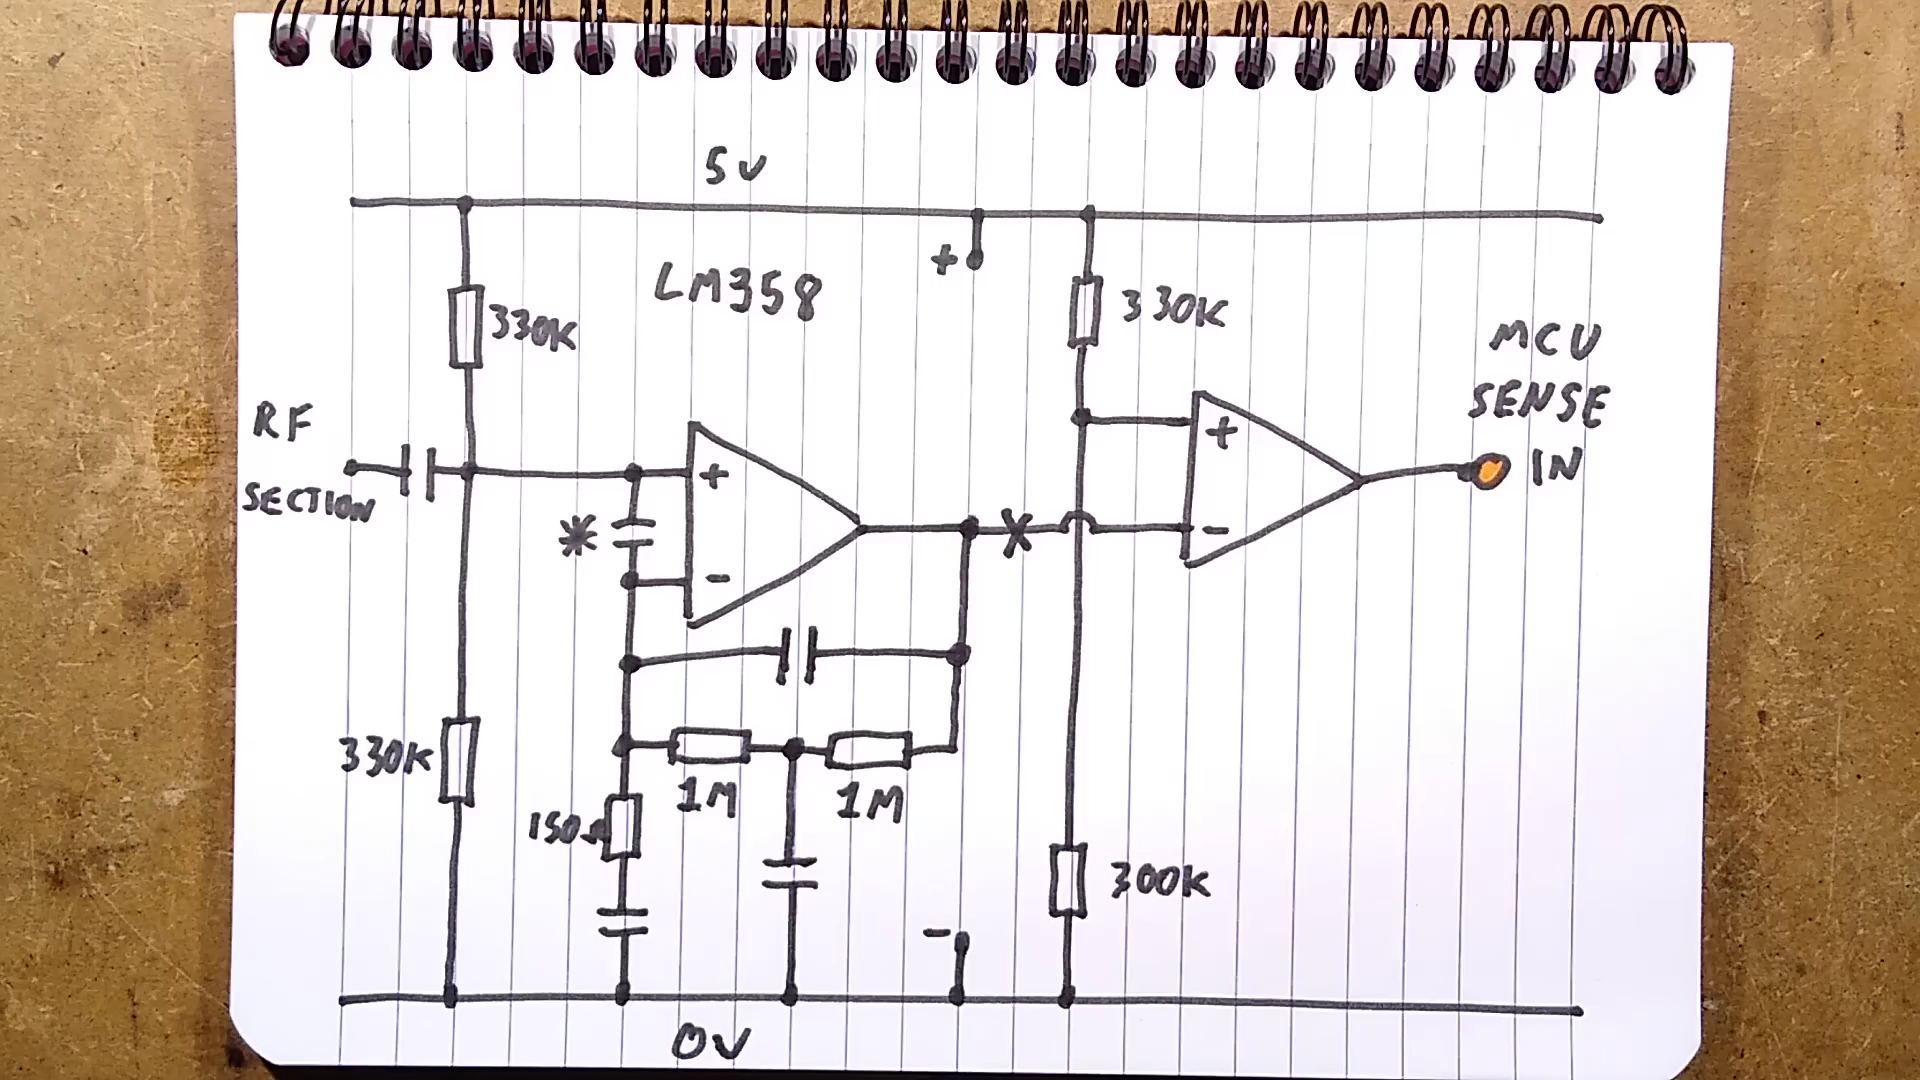 5v
+
LM358
330K
330K
MCU
SENSE
IN
RF
SECTION
+
*
-
+
X
-
330K
1M
1M
150Ω
300K
-
0V